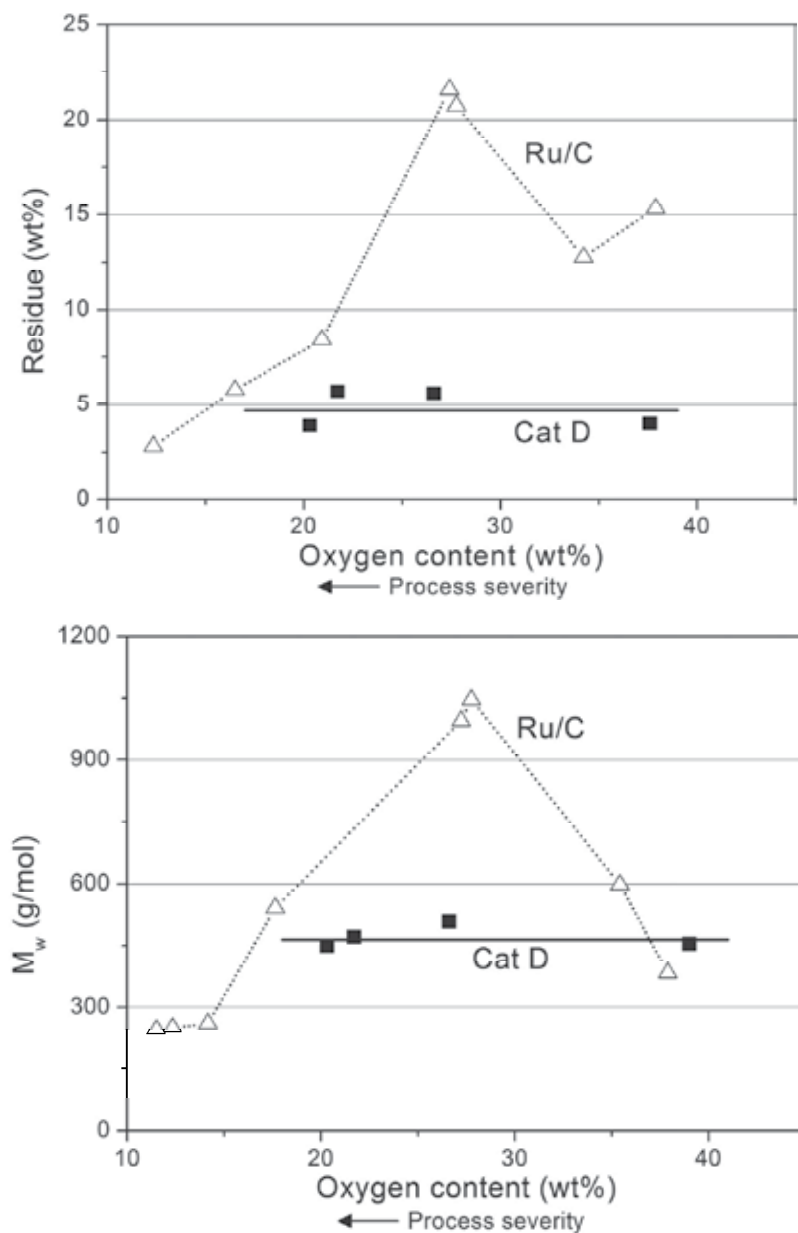 25
20
15
10
5
0
Residue (wt%)
Ru/C
Cat D
10 20 30 40
Oxygen content (wt%)
← Process severity
1200
900
600
300
0
M_w (g/mol)
Ru/C
Cat D
10 20 30 40
Oxygen content (wt%)
← Process severity